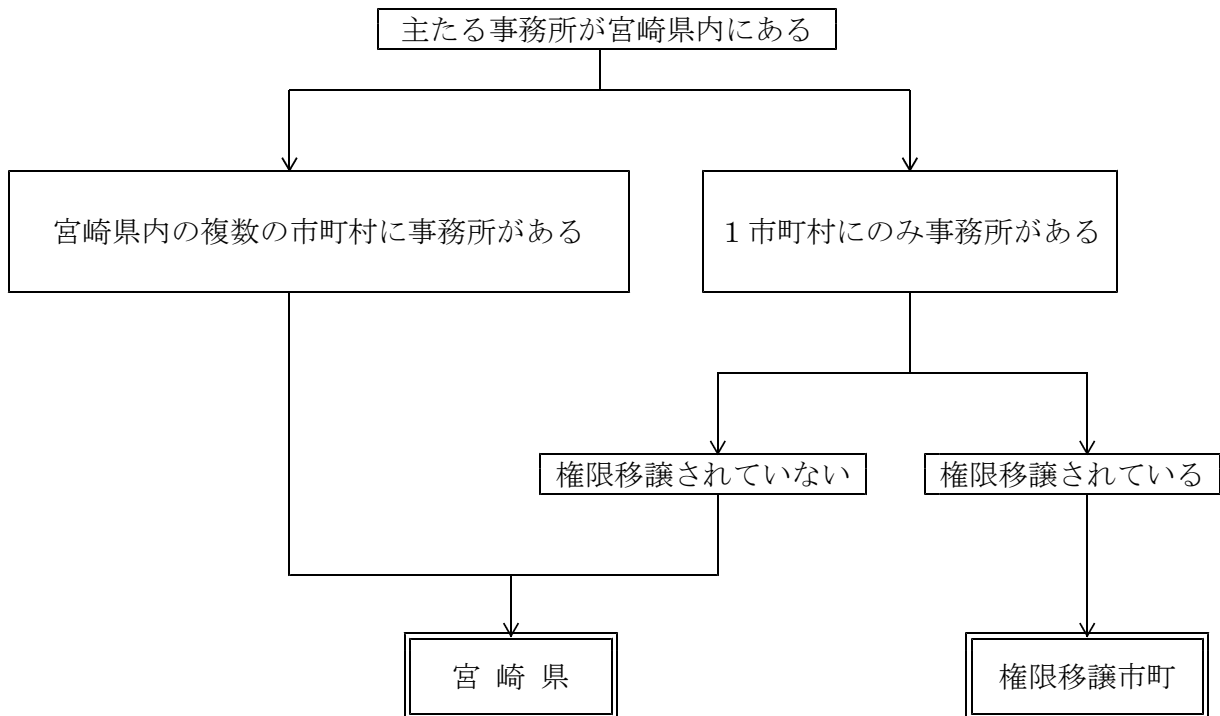 主たる事務所が宮崎県内にある
宮崎県内の複数の市町村に事務所がある
１市町村にのみ事務所がある
権限移譲されていない
権限移譲されている
宮 崎 県
権限移譲市町